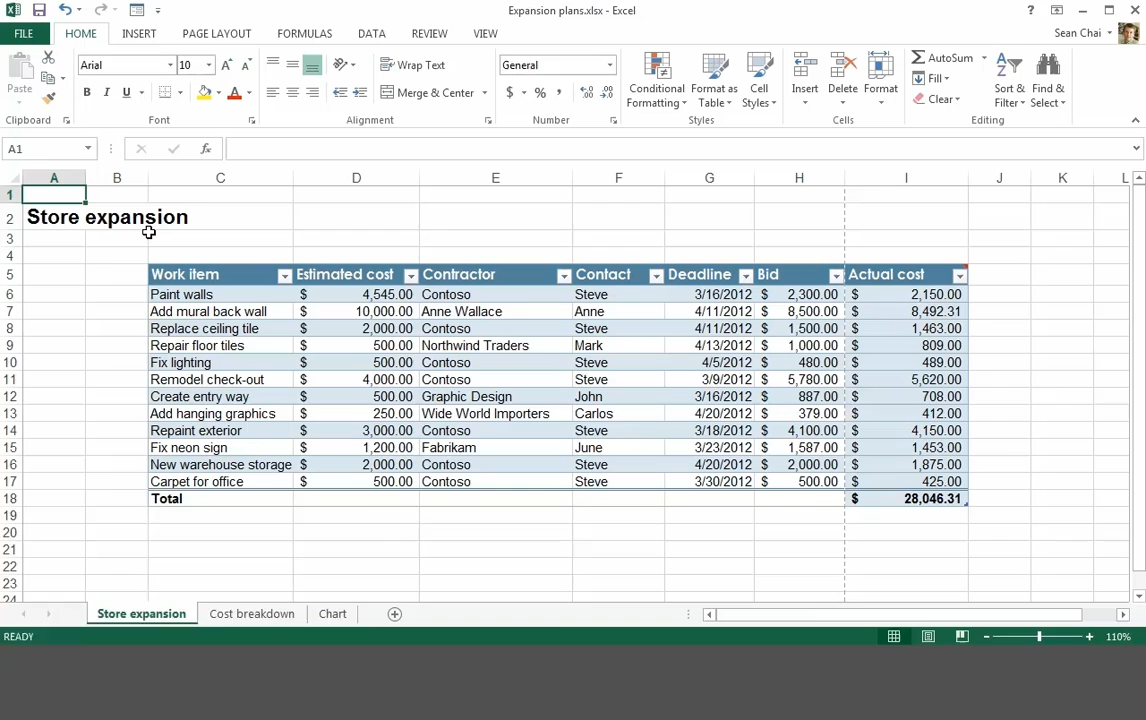 Expansion plans.xlsx - Excel
?
FILE HOME INSERT PAGE LAYOUT FORMULAS DATA REVIEW VIEW Sean Chai
Paste
Arial 10 A A
B I U A
Wrap Text
Merge & Center
General
$ % ,
Conditional Formatting
Format as Table
Cell Styles
Insert Delete Format
AutoSum
Fill
Clear
Sort & Filter
Find & Select
Clipboard Font Alignment Number Styles Cells Editing
A1 fx
A B C D E F G H I J K L
1
2 Store expansion
3
4
5 Work item Estimated cost Contractor Contact Deadline Bid Actual cost
6 Paint walls $ 4,545.00 Contoso Steve 3/16/2012 $ 2,300.00 $ 2,150.00
7 Add mural back wall $ 10,000.00 Anne Wallace Anne 4/11/2012 $ 8,500.00 $ 8,492.31
8 Replace ceiling tile $ 2,000.00 Contoso Steve 4/11/2012 $ 1,500.00 $ 1,463.00
9 Repair floor tiles $ 500.00 Northwind Traders Mark 4/13/2012 $ 1,000.00 $ 809.00
10 Fix lighting $ 500.00 Contoso Steve 4/5/2012 $ 480.00 $ 489.00
11 Remodel check-out $ 4,000.00 Contoso Steve 3/9/2012 $ 5,780.00 $ 5,620.00
12 Create entry way $ 500.00 Graphic Design John 3/16/2012 $ 887.00 $ 708.00
13 Add hanging graphics $ 250.00 Wide World Importers Carlos 4/20/2012 $ 379.00 $ 412.00
14 Repaint exterior $ 3,000.00 Contoso Steve 3/18/2012 $ 4,100.00 $ 4,150.00
15 Fix neon sign $ 1,200.00 Fabrikam June 3/23/2012 $ 1,587.00 $ 1,453.00
16 New warehouse storage $ 2,000.00 Contoso Steve 4/20/2012 $ 2,000.00 $ 1,875.00
17 Carpet for office $ 500.00 Contoso Steve 3/30/2012 $ 500.00 $ 425.00
18 Total $ 28,046.31
19
20
21
22
23
24
Store expansion Cost breakdown Chart
READY 110%